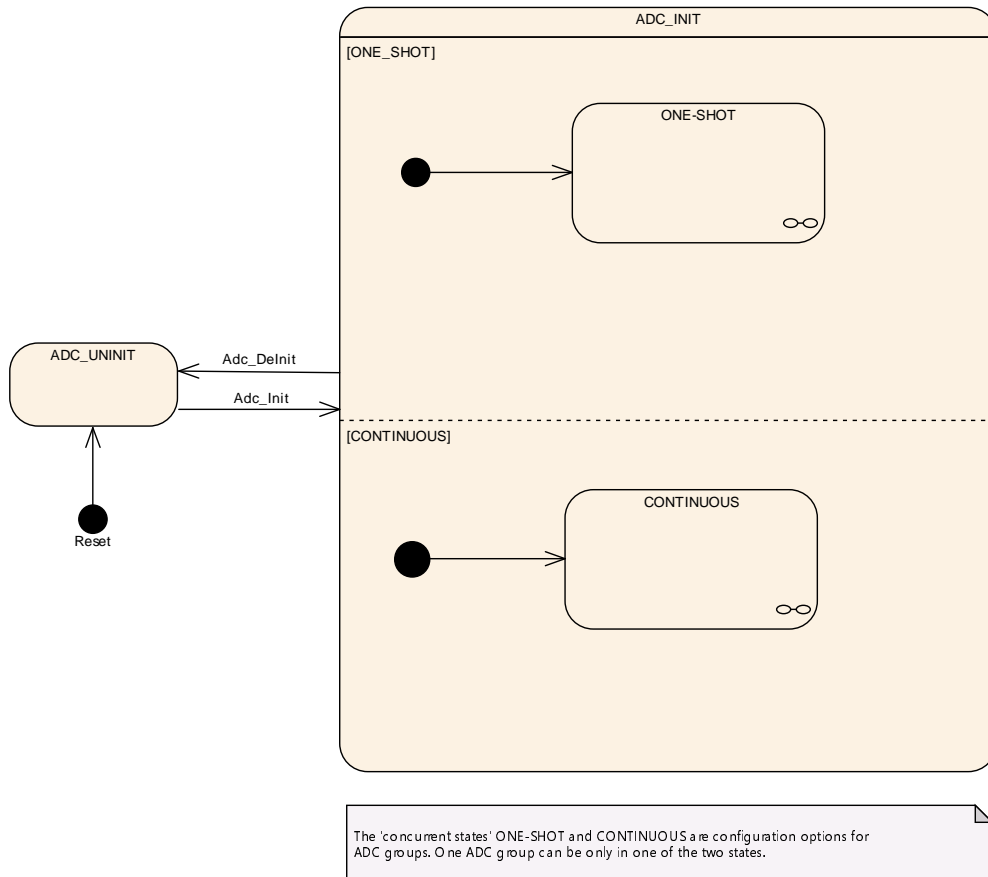 ADC_INIT
[ONE_SHOT]
ONE-SHOT
ADC_UNINIT
Adc_DeInit
Adc_Init
[CONTINUOUS]
CONTINUOUS
Reset
The 'concurrent states' ONE-SHOT and CONTINUOUS are configuration options for
ADC groups. One ADC group can be only in one of the two states.